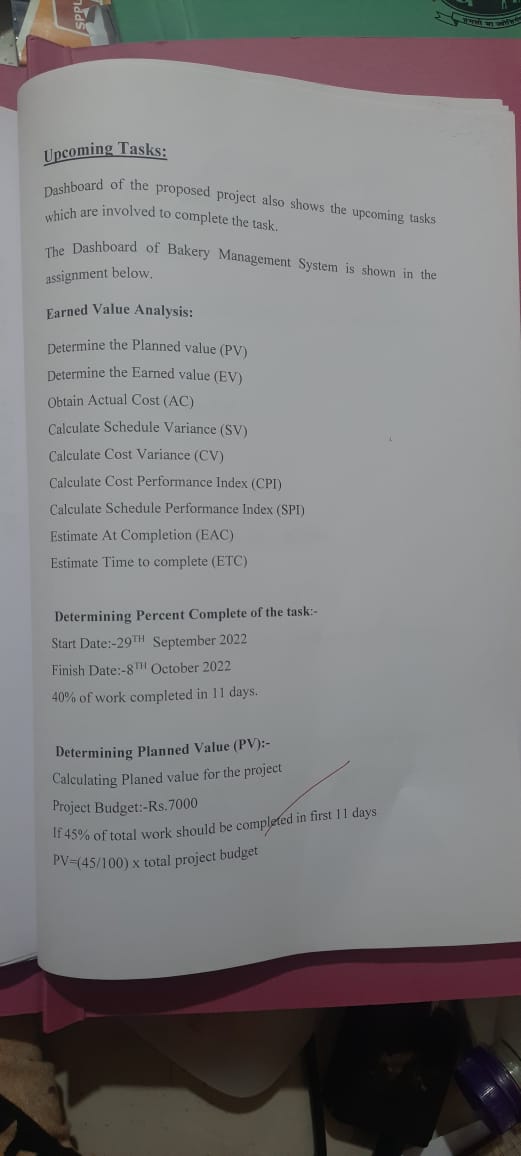 SPPU
Upcoming Tasks:
Dashboard of the proposed project also shows the upcoming tasks
which are involved to complete the task.
The Dashboard of Bakery Management System is shown in the
assignment below.
Earned Value Analysis:
Determine the Planned value (PV)
Determine the Earned value (EV)
Obtain Actual Cost (AC)
Calculate Schedule Variance (SV)
Calculate Cost Variance (CV)
Calculate Cost Performance Index (CPI)
Calculate Schedule Performance Index (SPI)
Estimate At Completion (EAC)
Estimate Time to complete (ETC)
Determining Percent Complete of the task:-
Start Date:-29TH September 2022
Finish Date:-8TH October 2022
40% of work completed in 11 days.
Determining Planned Value (PV):-
Calculating Planed value for the project
Project Budget:-Rs.7000
If 45% of total work should be completed in first 11 days
PV=(45/100) x total project budget